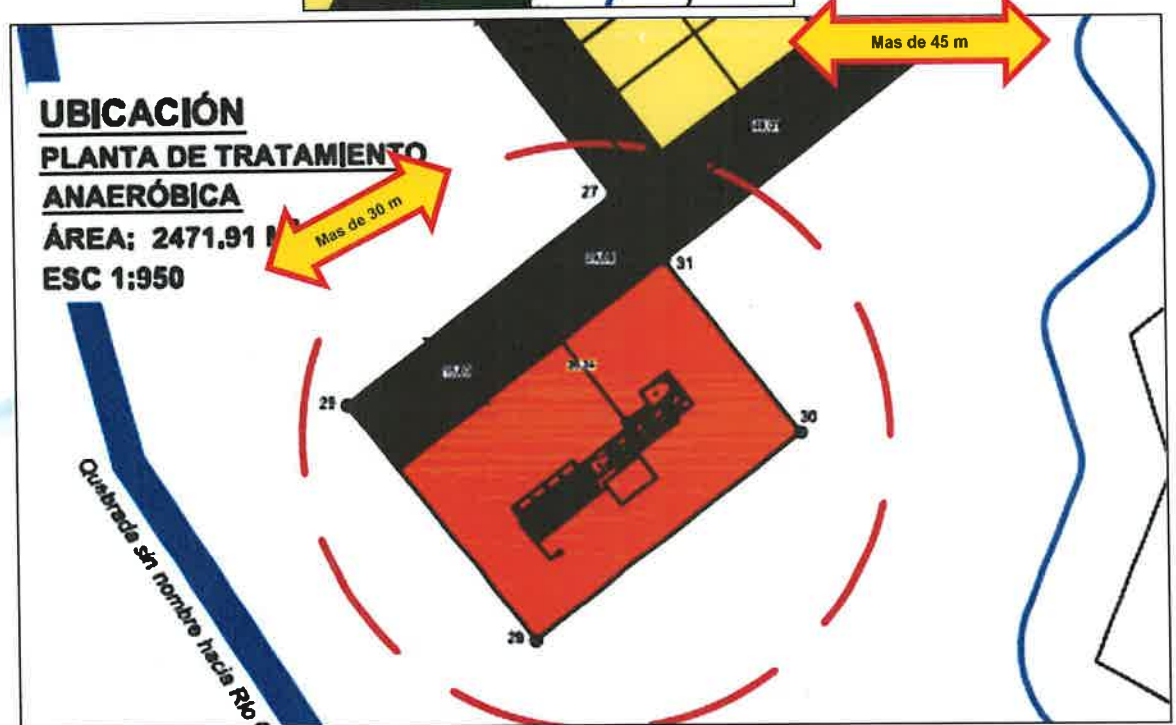 Mas de 45 m
UBICACIÓN
PLANTA DE TRATAMIENTO
ANAERÓBICA
ÁREA: 2471.91
ESC 1:950
Mas de 30 m
27
31
29
30
29
Quebrada sin nombre hacia Río